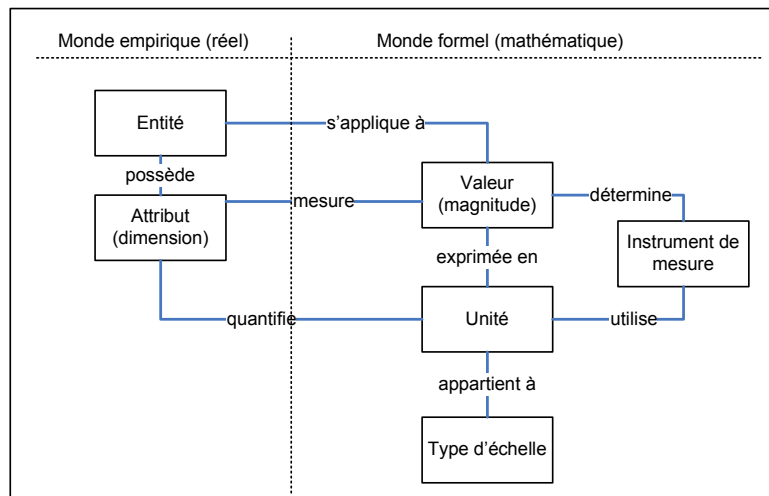 Monde empirique (réel)
Monde formel (mathématique)
Entité
s’applique à
possède
Valeur
(magnitude)
détermine
Attribut
(dimension)
mesure
Instrument de
mesure
exprimée en
quantifie
Unité
utilise
appartient à
Type d’échelle